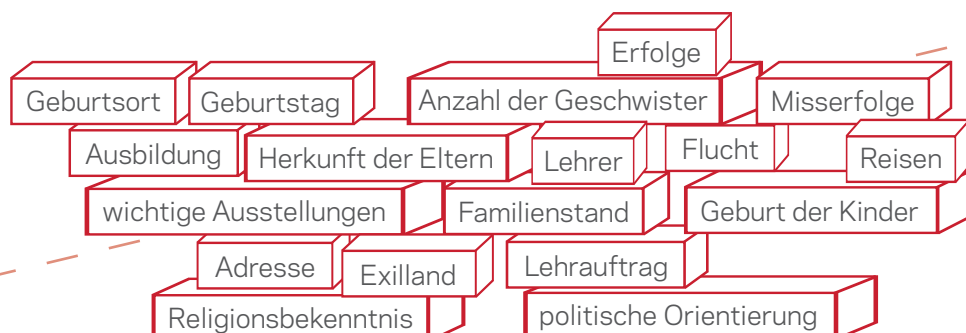 Erfolge
Geburtsort
Geburtstag
Anzahl der Geschwister
Misserfolge
Ausbildung
Herkunft der Eltern
Lehrer
Flucht
Reisen
wichtige Ausstellungen
Familienstand
Geburt der Kinder
Adresse
Exilland
Lehrauftrag
Religionsbekenntnis
politische Orientierung